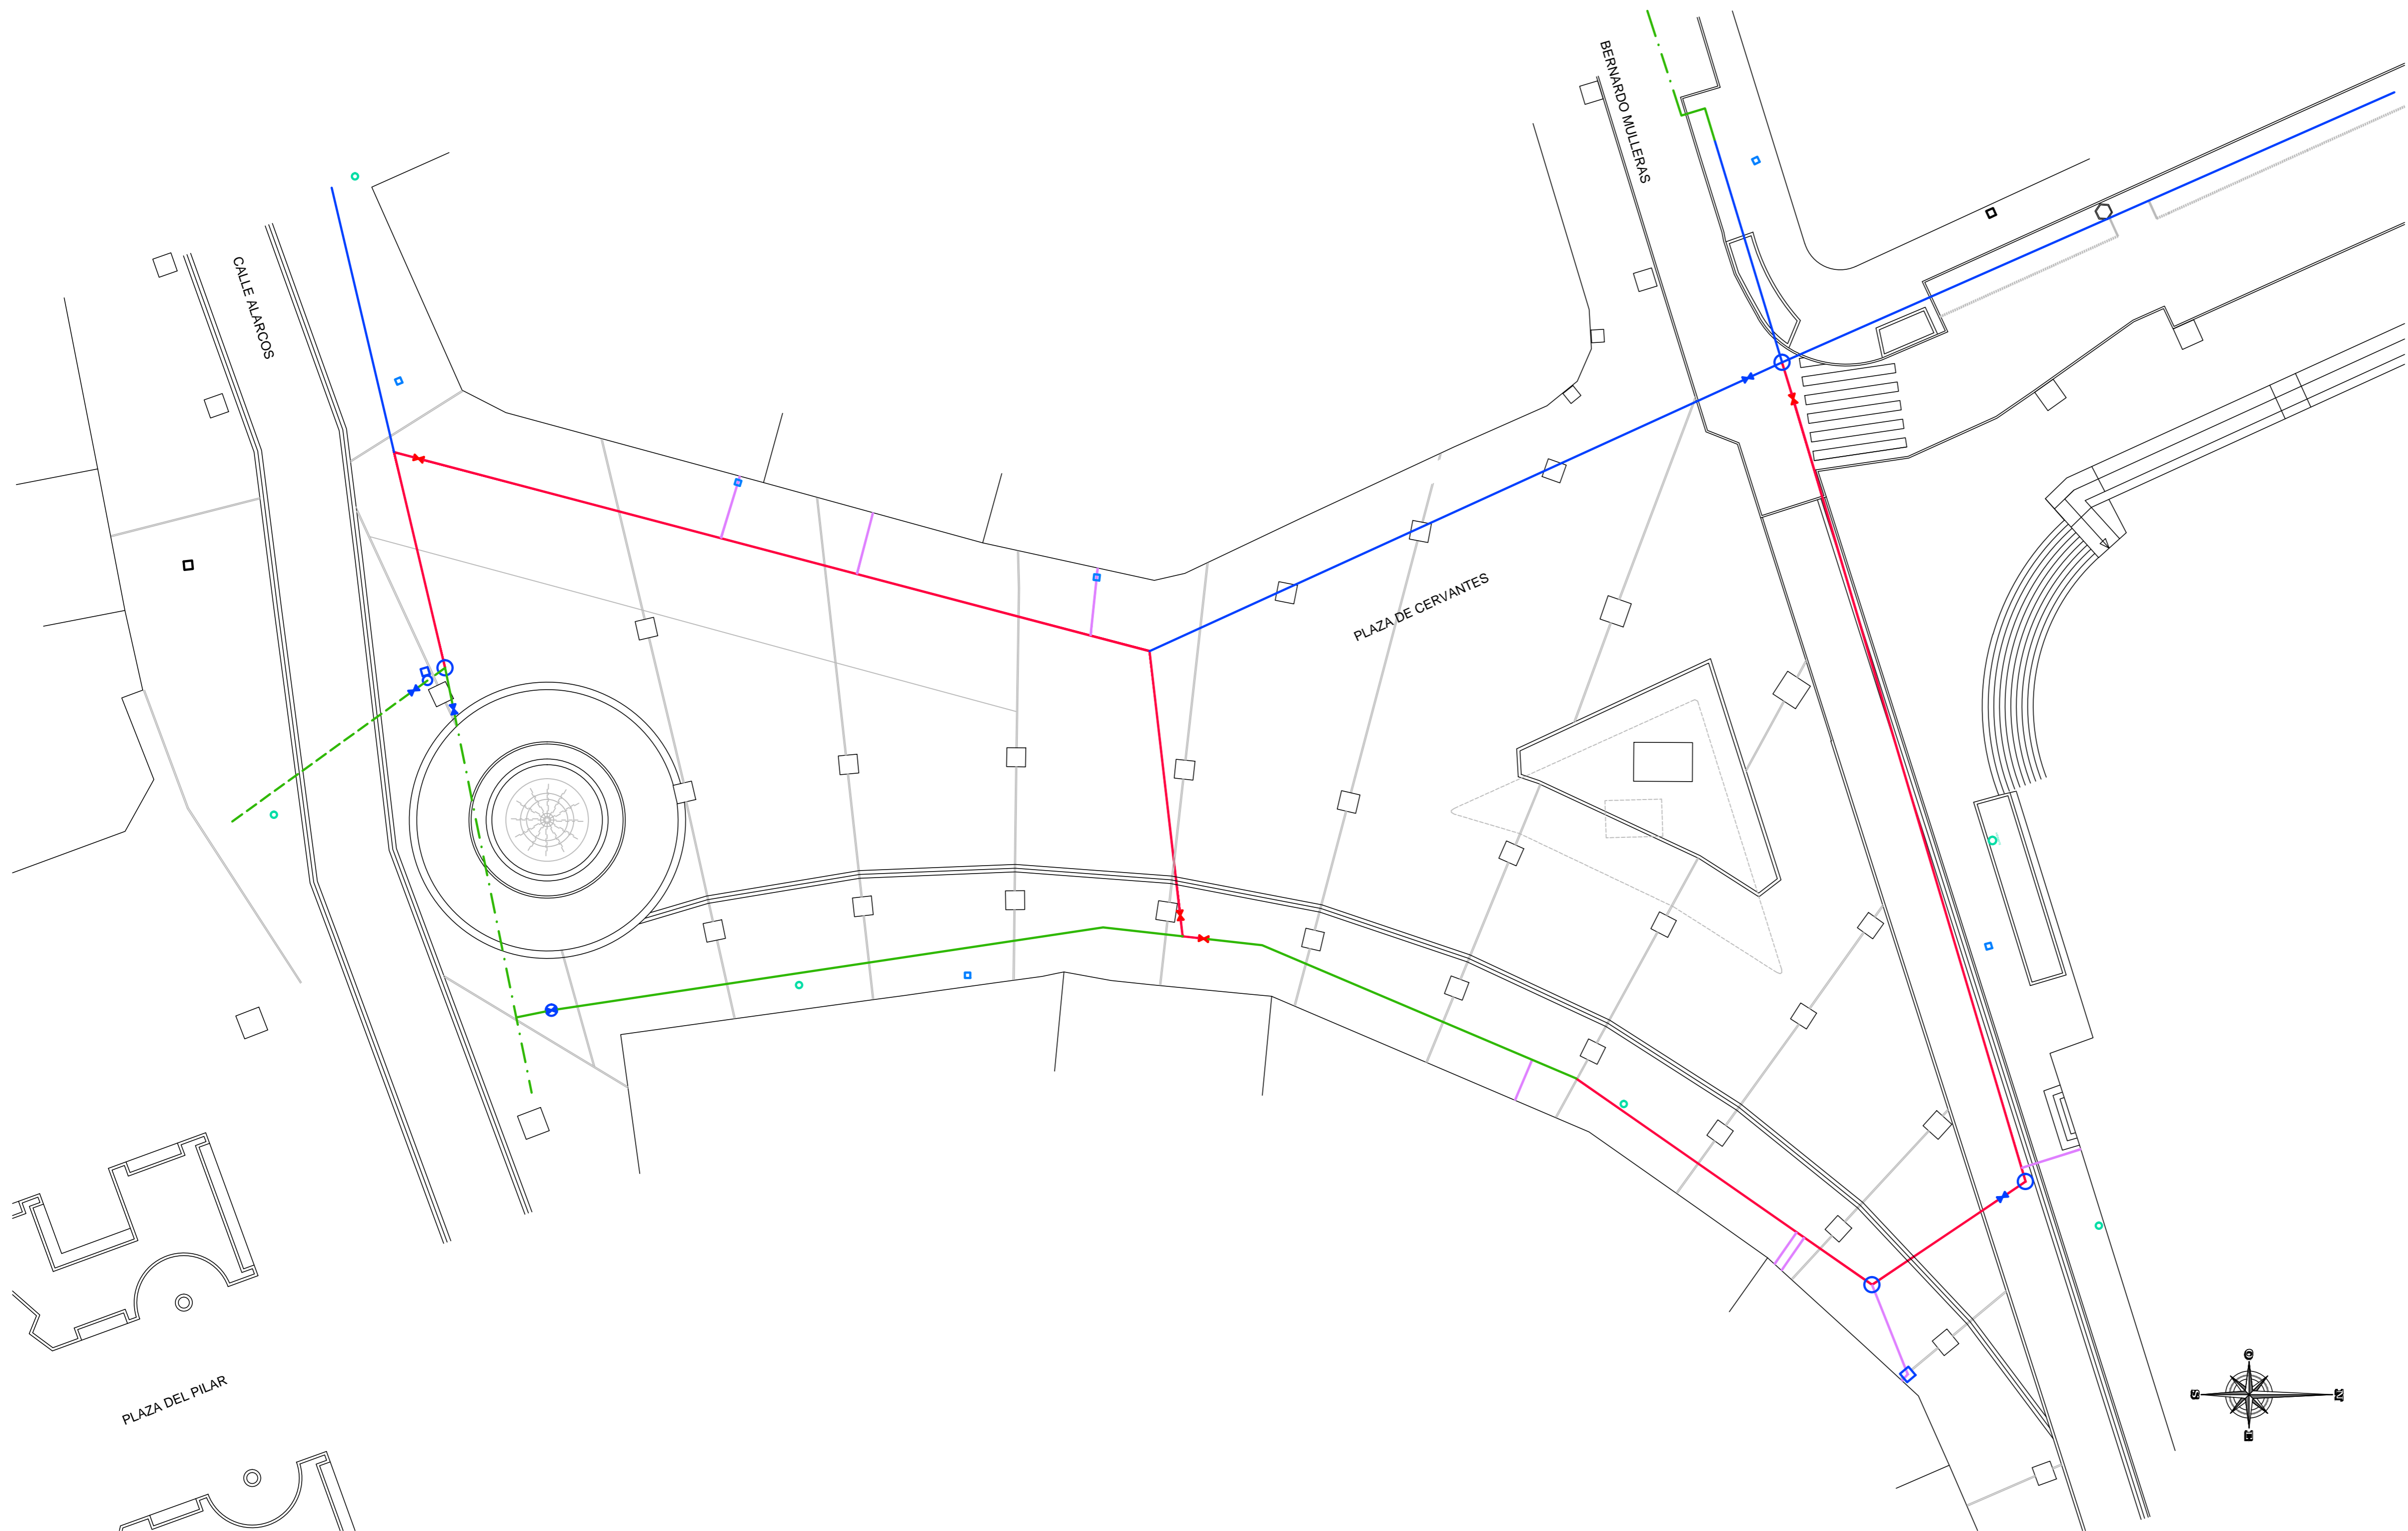 BERNARDO MULLERAS
CALLE ALARCOS
PLAZA DE CERVANTES
PLAZA DEL PILAR
O
S
N
E